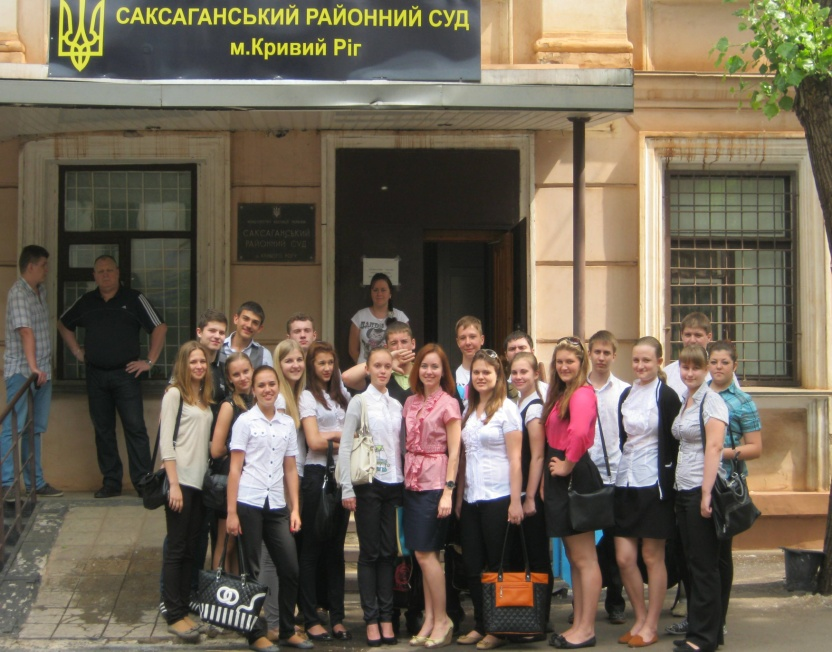 САКСАГАНСЬКИЙ РАЙОННИЙ СУД
м.Кривий Ріг
САКСАГАНСЬКИЙ
РАЙОННИЙ СУД